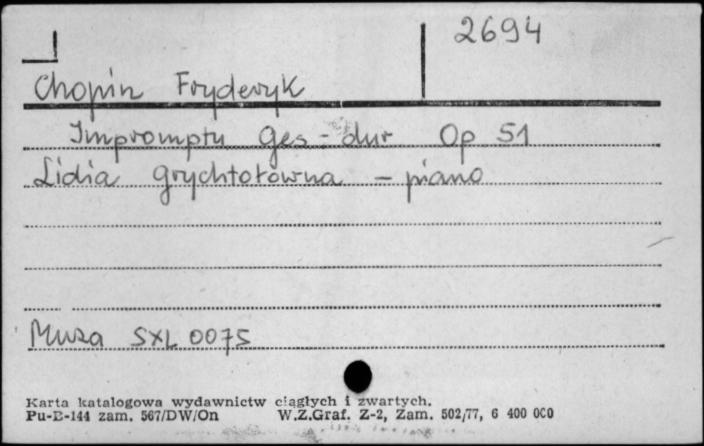 2694
Chopin Fryderyk
Impromptu Ges-dur Op 51
Lidia Grychtołówna - piano
Muza SXL 0075
Karta katalogowa wydawnictw ciągłych i zwartych.
Pu-B-144 zam. 567/DW/On W.Z.Graf. Z-2, Zam. 502/77, 6 400 000